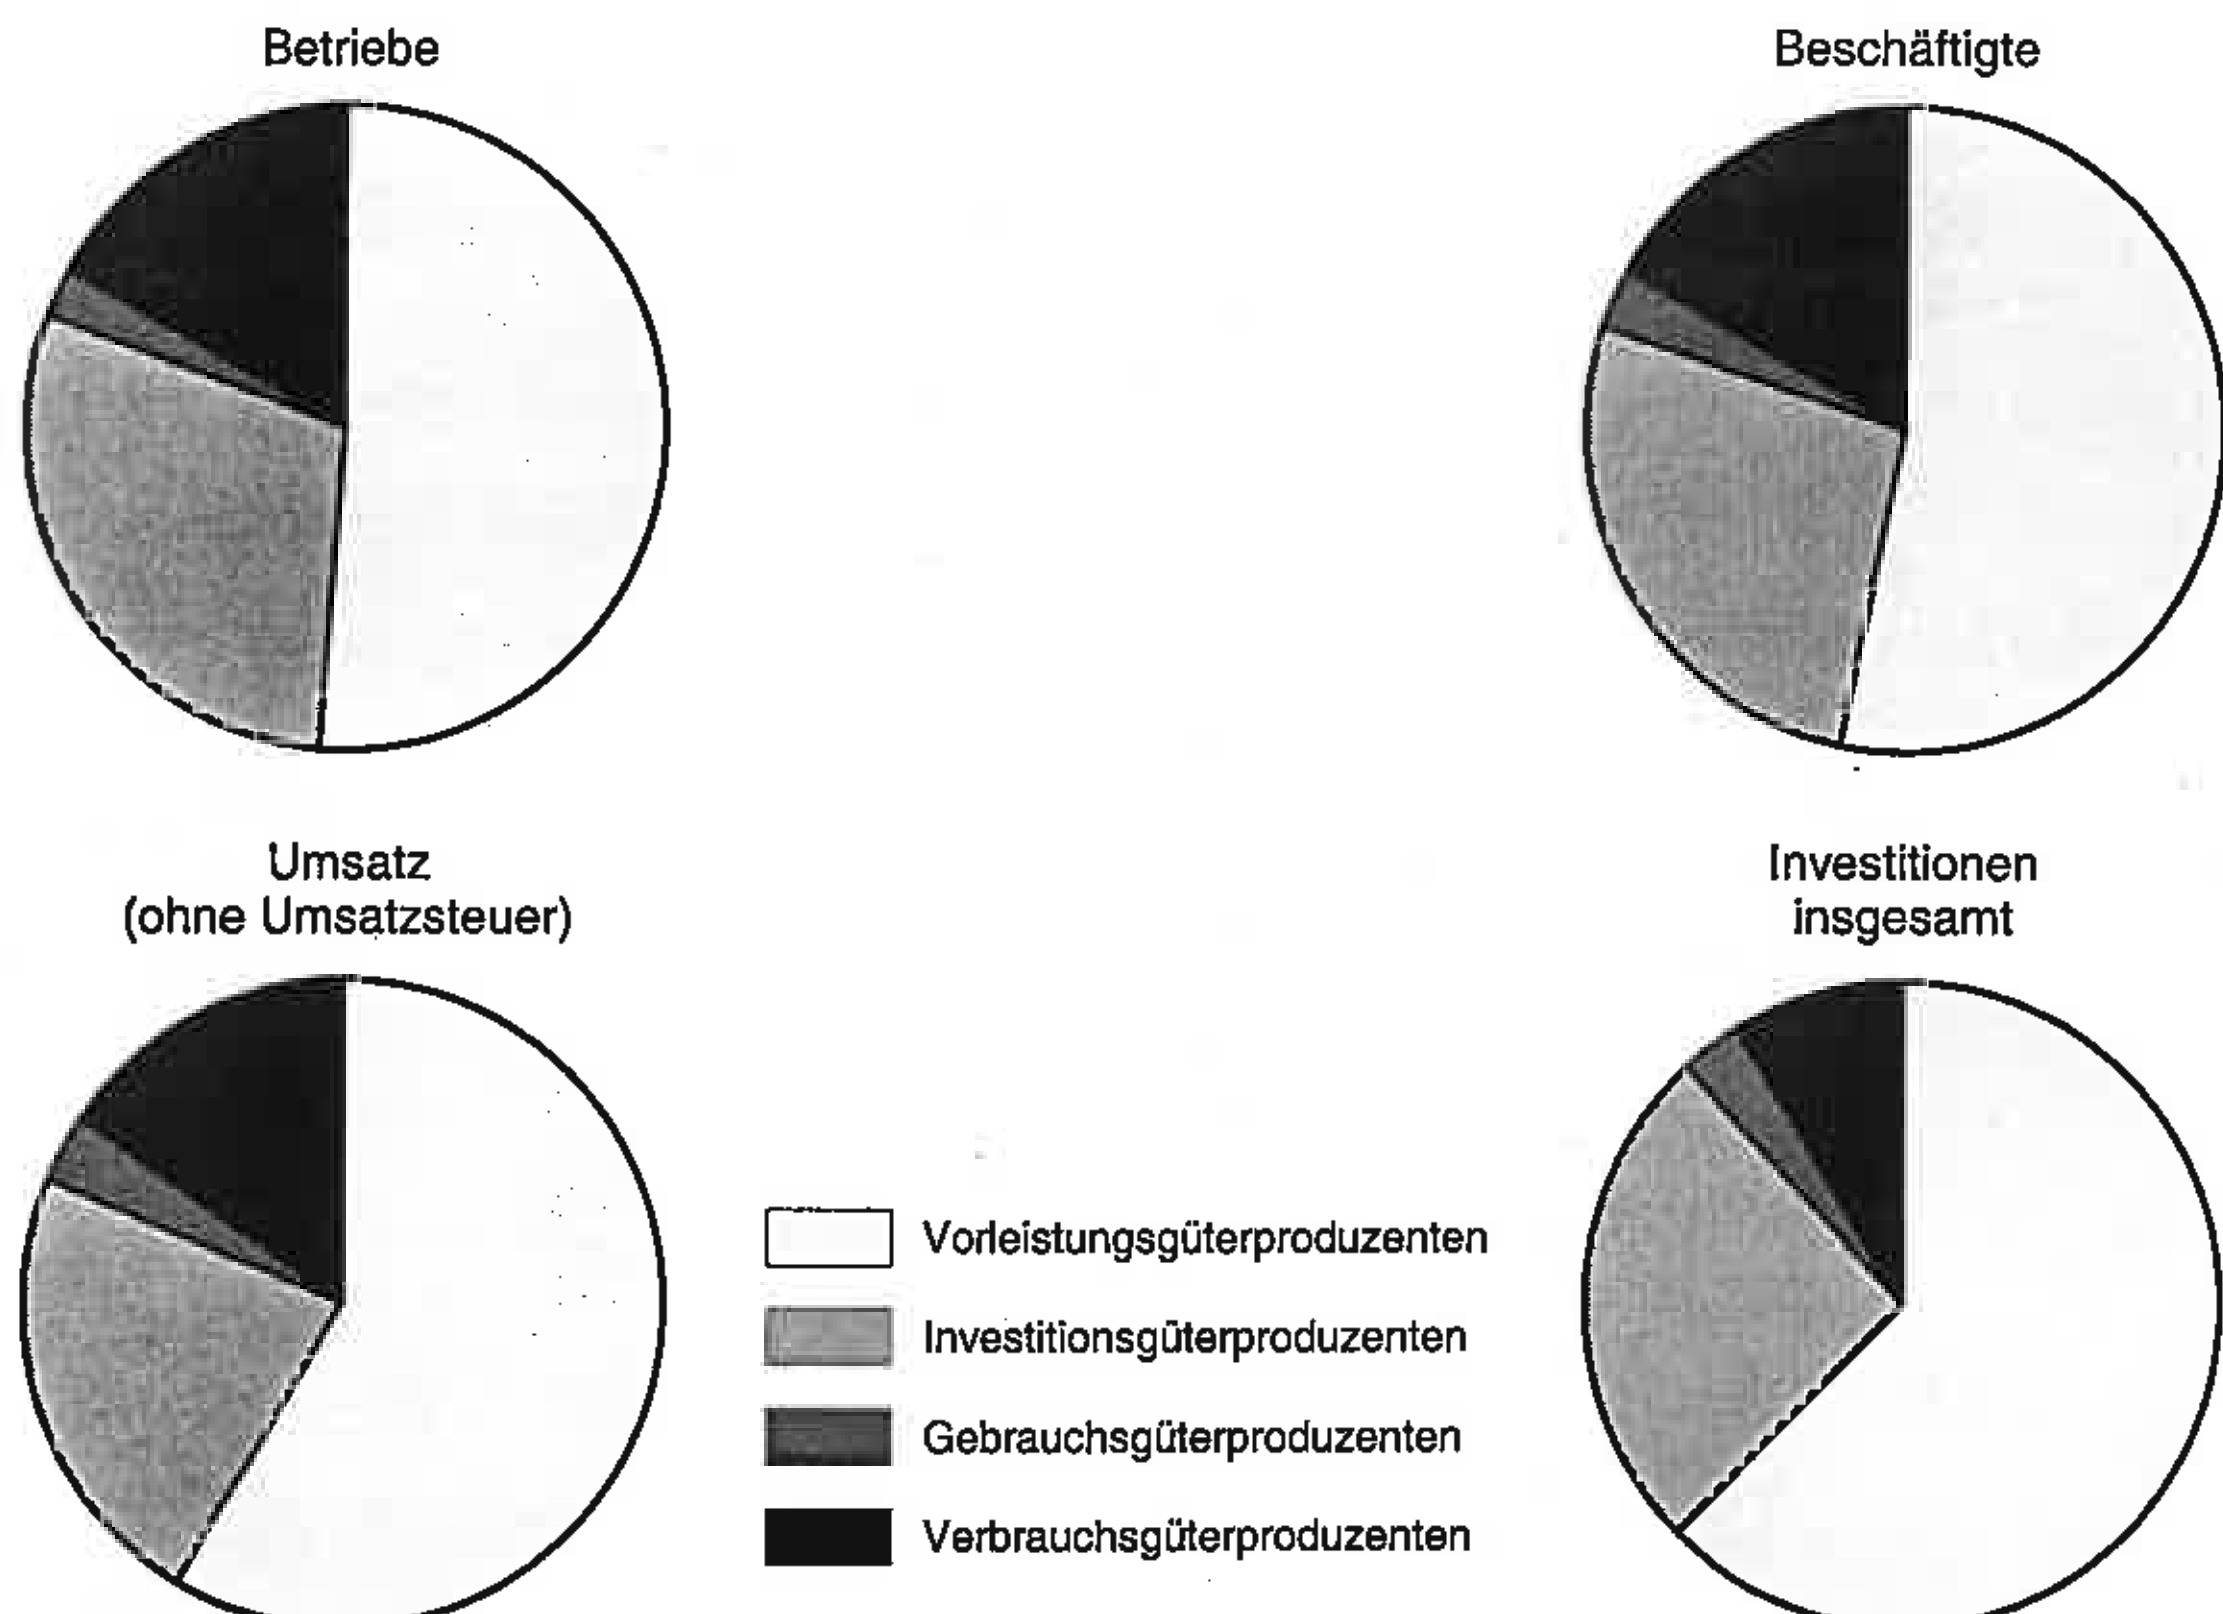 Betriebe
Beschäftigte
Umsatz
(ohne Umsatzsteuer)
Investitionen
insgesamt
Vorleistungsgüterproduzenten
Investitionsgüterproduzenten
Gebrauchsgüterproduzenten
Verbrauchsgüterproduzenten